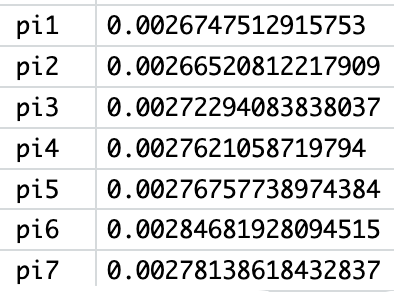 pi1 0.0026747512915753
pi2 0.00266520812217909
pi3 0.00272294083838037
pi4 0.0027621058719794
pi5 0.00276757738974384
pi6 0.00284681928094515
pi7 0.00278138618432837